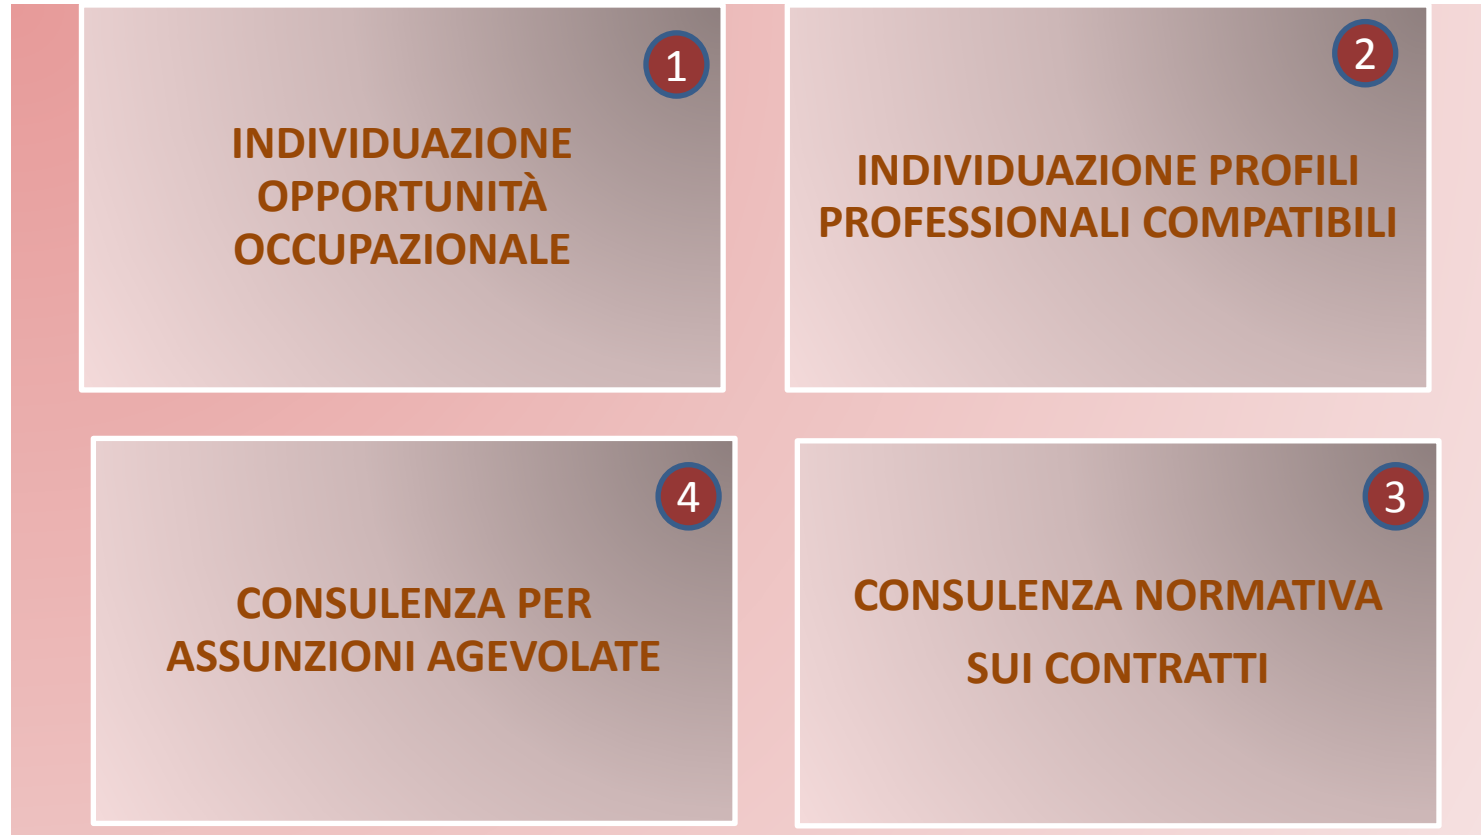 1
INDIVIDUAZIONE
OPPORTUNITÀ
OCCUPAZIONALE
2
INDIVIDUAZIONE PROFILI
PROFESSIONALI COMPATIBILI
4
CONSULENZA PER
ASSUNZIONI AGEVOLATE
3
CONSULENZA NORMATIVA
SUI CONTRATTI